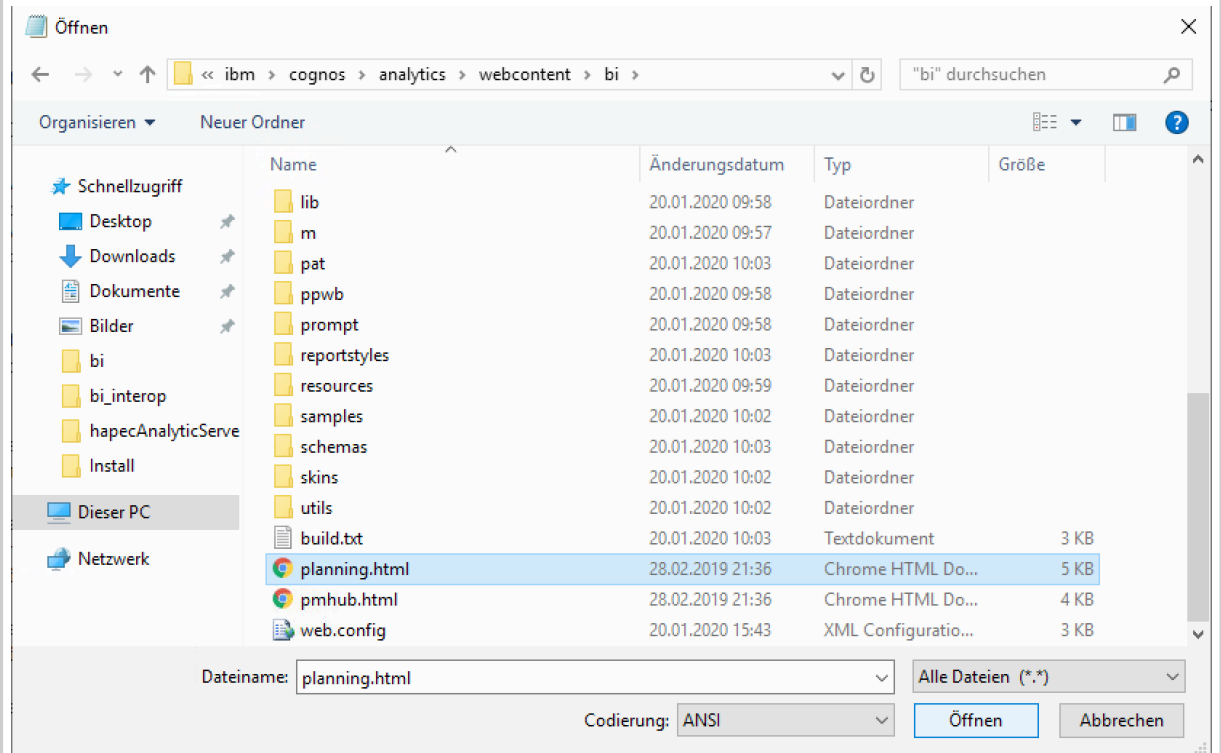 Öffnen
« ibm > cognos > analytics > webcontent > bi >
"bi" durchsuchen
Organisieren Neuer Ordner
?
Name Änderungsdatum Typ Größe
Schnellzugriff
Desktop
Downloads
Dokumente
Bilder
bi
bi_interop
hapecAnalyticServe
Install
Dieser PC
Netzwerk
lib 20.01.2020 09:58 Dateiordner
m 20.01.2020 09:57 Dateiordner
pat 20.01.2020 10:03 Dateiordner
ppwb 20.01.2020 09:58 Dateiordner
prompt 20.01.2020 09:58 Dateiordner
reportstyles 20.01.2020 10:03 Dateiordner
resources 20.01.2020 09:59 Dateiordner
samples 20.01.2020 10:02 Dateiordner
schemas 20.01.2020 10:03 Dateiordner
skins 20.01.2020 10:02 Dateiordner
utils 20.01.2020 10:02 Dateiordner
build.txt 20.01.2020 10:03 Textdokument 3 KB
planning.html 28.02.2019 21:36 Chrome HTML Do... 5 KB
pmhub.html 28.02.2019 21:36 Chrome HTML Do... 4 KB
web.config 20.01.2020 15:43 XML Configuratio... 3 KB
Dateiname: planning.html Alle Dateien (*.*)
Codierung: ANSI Öffnen Abbrechen